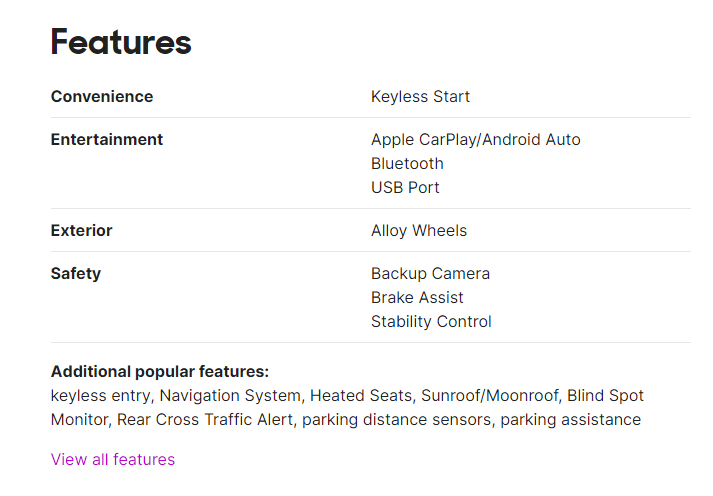 Features
Convenience Keyless Start
Entertainment Apple CarPlay/Android Auto
Bluetooth
USB Port
Exterior Alloy Wheels
Safety Backup Camera
Brake Assist
Stability Control
Additional popular features:
keyless entry, Navigation System, Heated Seats, Sunroof/Moonroof, Blind Spot
Monitor, Rear Cross Traffic Alert, parking distance sensors, parking assistance
View all features